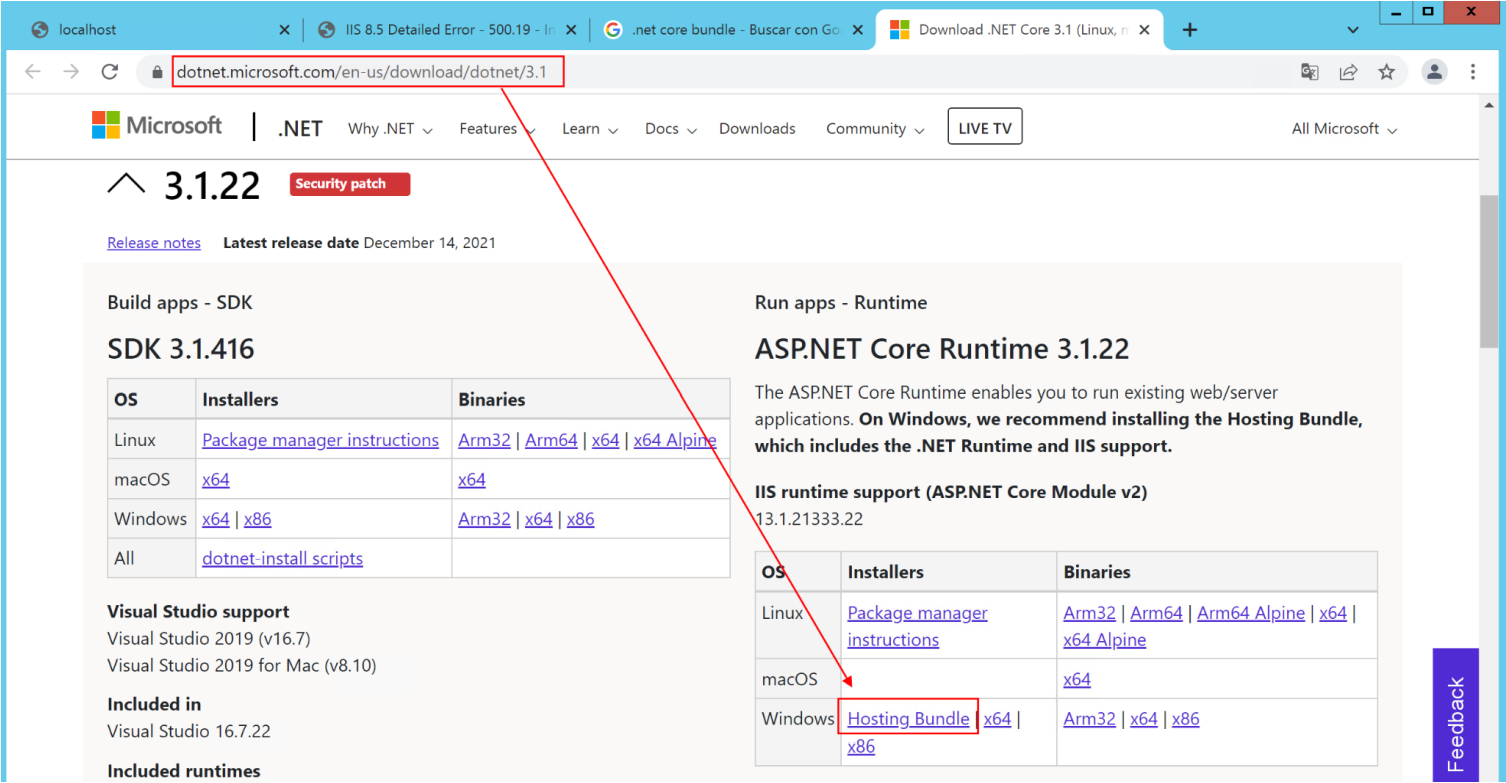 localhost
IIS 8.5 Detailed Error - 500.19 - In
.net core bundle - Buscar con Go
Download .NET Core 3.1 (Linux, m
dotnet.microsoft.com/en-us/download/dotnet/3.1
Microsoft
.NET
Why .NET
Features
Learn
Docs
Downloads
Community
LIVE TV
All Microsoft
3.1.22
Security patch
Release notes
Latest release date December 14, 2021
Build apps - SDK
SDK 3.1.416
OS Installers Binaries
Linux Package manager instructions Arm32 | Arm64 | x64 | x64 Alpine
macOS x64 x64
Windows x64 | x86 Arm32 | x64 | x86
All dotnet-install scripts
Visual Studio support
Visual Studio 2019 (v16.7)
Visual Studio 2019 for Mac (v8.10)
Included in
Visual Studio 16.7.22
Included runtimes
Run apps - Runtime
ASP.NET Core Runtime 3.1.22
The ASP.NET Core Runtime enables you to run existing web/server
applications. On Windows, we recommend installing the Hosting Bundle,
which includes the .NET Runtime and IIS support.
IIS runtime support (ASP.NET Core Module v2)
13.1.21333.22
OS Installers Binaries
Linux Package manager Arm32 | Arm64 | Arm64 Alpine | x64 |
instructions x64 Alpine
macOS x64
Windows Hosting Bundle | x64 | Arm32 | x64 | x86
x86
Feedback